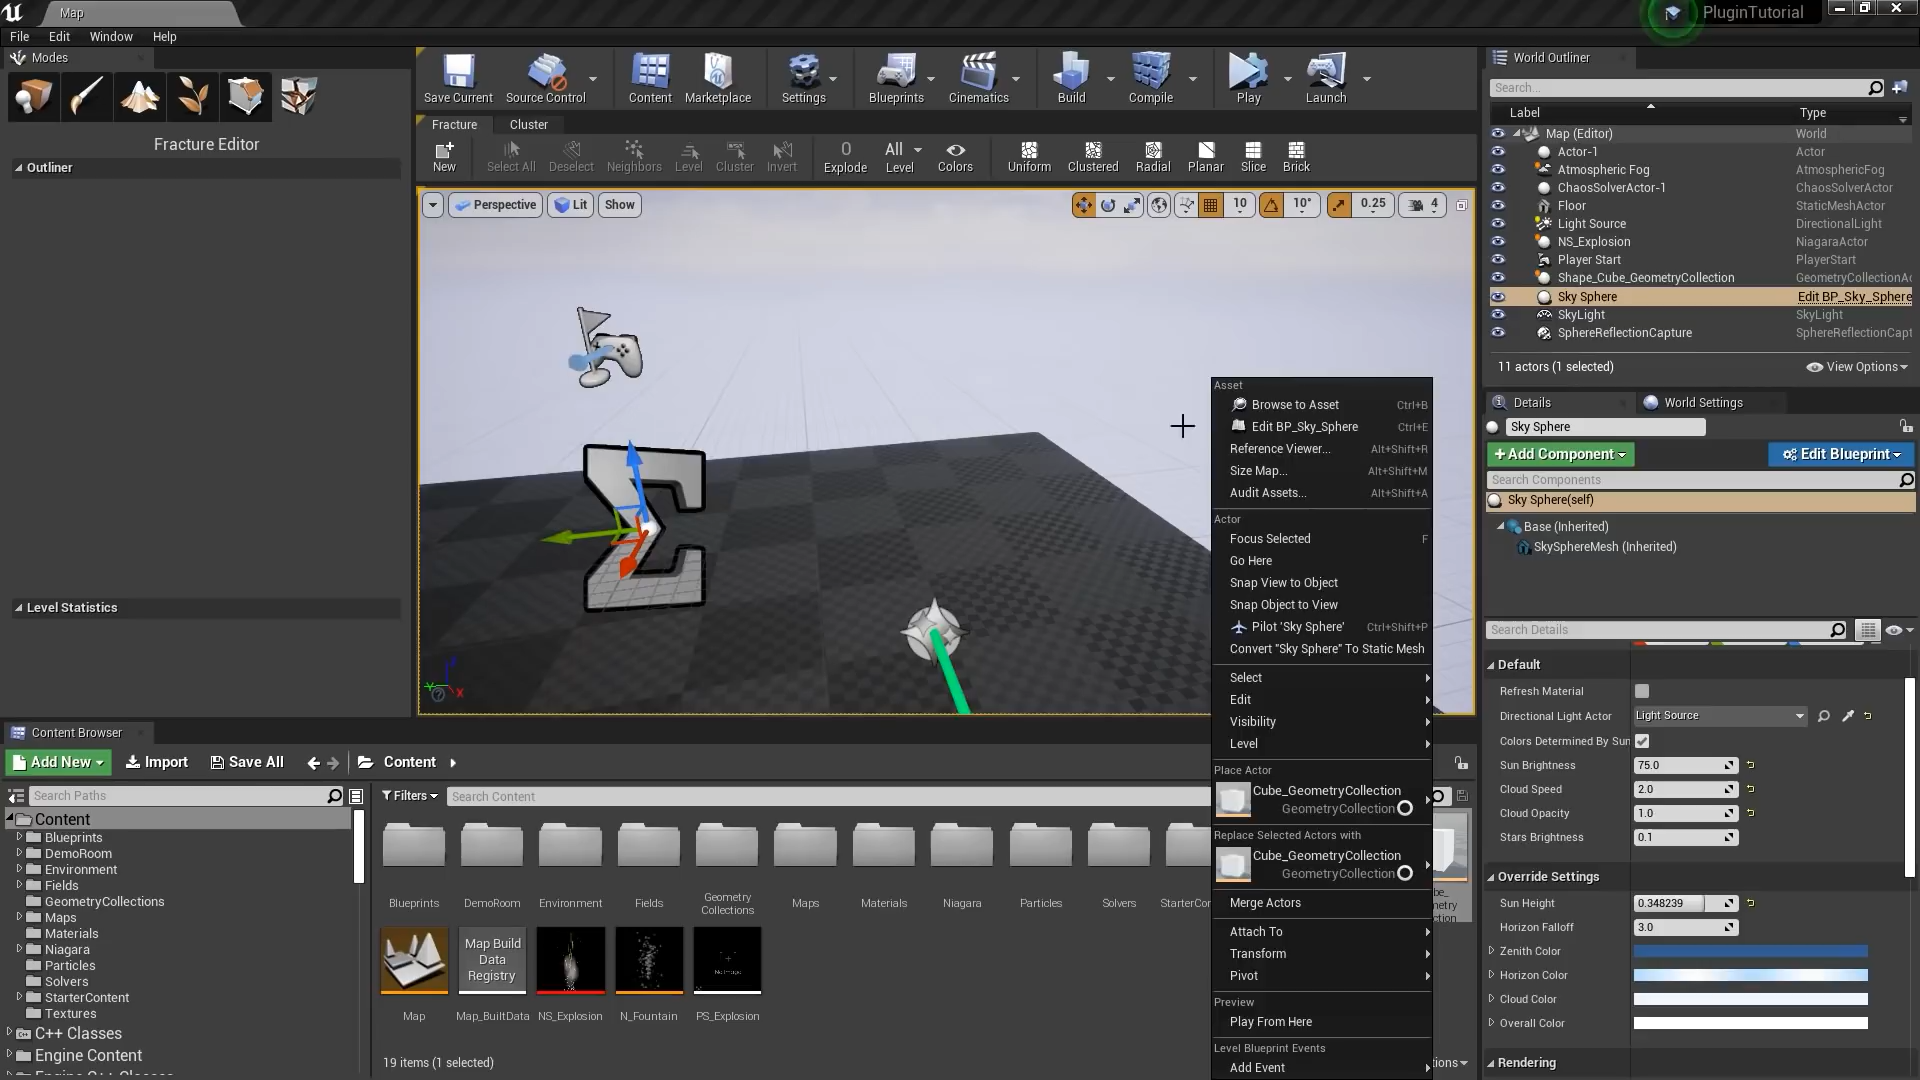 Map
PluginTutorial
File Edit Window Help
Modes
Save Current
Source Control
Content
Marketplace
Settings
Blueprints
Cinematics
Build
Compile
Play
Launch
Fracture Editor
Outliner
Level Statistics
Fracture
Cluster
New
Select All
Deselect
Neighbors
Level
Cluster
Invert
0
Explode
All
Level
Colors
Uniform
Clustered
Radial
Planar
Slice
Brick
Perspective
Lit
Show
10
10°
0.25
4
World Outliner
Search...
Label Type
Map (Editor) World
Actor-1 Actor
Atmospheric Fog AtmosphericFog
ChaosSolverActor-1 ChaosSolverActor
Floor StaticMeshActor
Light Source DirectionalLight
NS_Explosion NiagaraActor
Player Start PlayerStart
Shape_Cube_GeometryCollection GeometryCollectionAc
Sky Sphere Edit BP_Sky_Sphere
SkyLight SkyLight
SphereReflectionCapture SphereReflectionCapt
11 actors (1 selected)
View Options
Details
World Settings
Sky Sphere
+Add Component
Edit Blueprint
Search Components
Sky Sphere(self)
Base (Inherited)
SkySphereMesh (Inherited)
Search Details
Default
Refresh Material
Directional Light Actor Light Source
Colors Determined By Sun
Sun Brightness 75.0
Cloud Speed 2.0
Cloud Opacity 1.0
Stars Brightness 0.1
Override Settings
Sun Height 0.348239
Horizon Falloff 3.0
Zenith Color
Horizon Color
Cloud Color
Overall Color
Rendering
Asset
Browse to Asset Ctrl+B
Edit BP_Sky_Sphere Ctrl+E
Reference Viewer... Alt+Shift+R
Size Map... Alt+Shift+M
Audit Assets... Alt+Shift+A
Actor
Focus Selected F
Go Here
Snap View to Object
Snap Object to View
Pilot 'Sky Sphere' Ctrl+Shift+P
Convert "Sky Sphere" To Static Mesh
Select
Edit
Visibility
Level
Place Actor
Cube_GeometryCollection
GeometryCollection
Replace Selected Actors with
Cube_GeometryCollection
GeometryCollection
Merge Actors
Attach To
Transform
Pivot
Preview
Play From Here
Level Blueprint Events
Add Event
Z
Y
X
?
Content Browser
Add New
Import
Save All
Content
Search Paths
Filters
Search Content
Content
Blueprints
DemoRoom
Environment
Fields
GeometryCollections
Maps
Materials
Niagara
Particles
Solvers
StarterContent
Textures
C++ Classes
Engine Content
Blueprints
DemoRoom
Environment
Fields
Geometry
Collections
Maps
Materials
Niagara
Particles
Solvers
StarterCor
Map Build
Data
Registry
No Image
Map
Map_BuiltData
NS_Explosion
N_Fountain
PS_Explosion
19 items (1 selected)